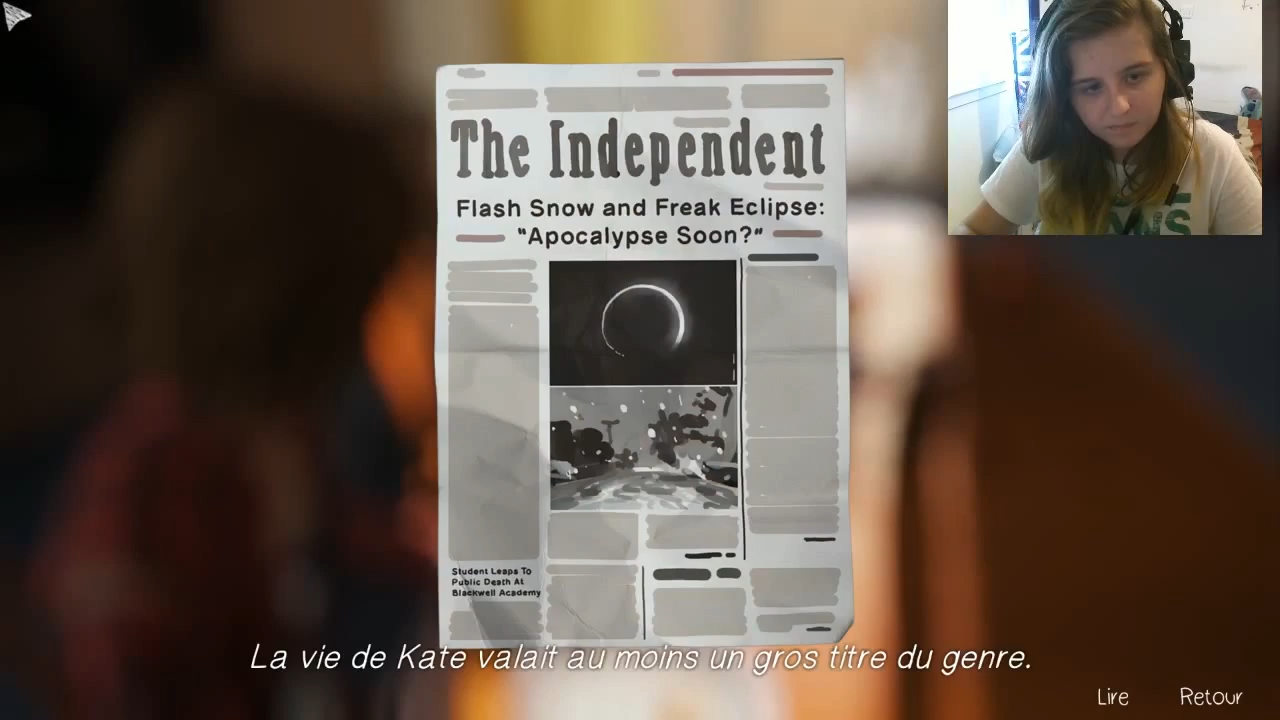 The Independent
Flash Snow and Freak Eclipse:
"Apocalypse Soon?"
Student Leaps To
Public Death At
Blackwell Academy
La vie de Kate valait au moins un gros titre du genre.
Lire Retour